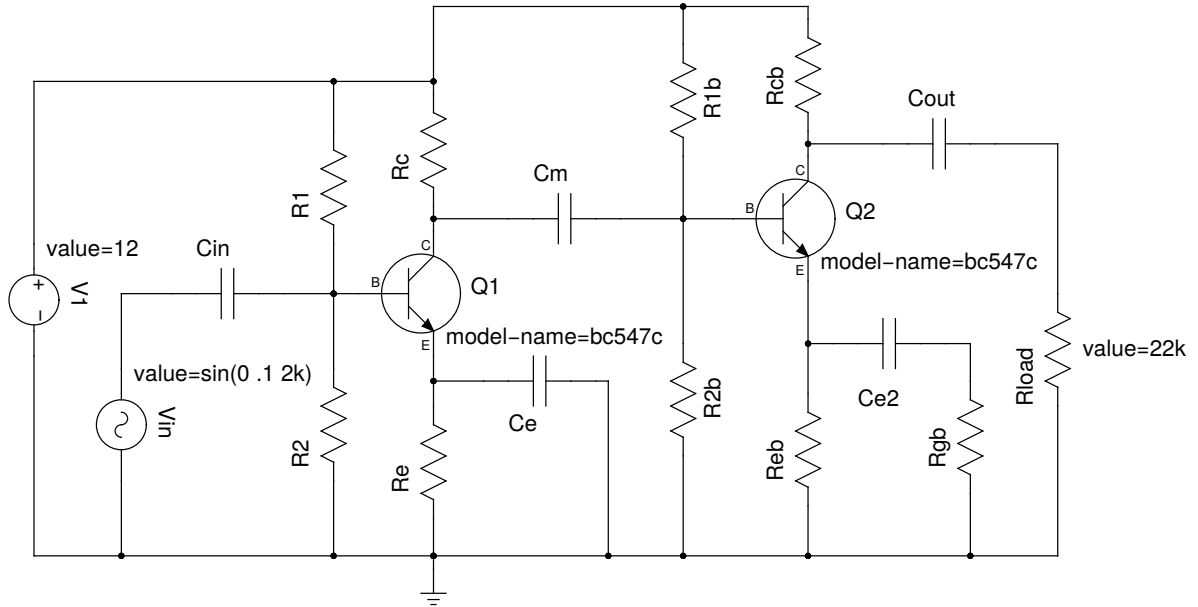 Rcb
R1b
Cout
Rc
Cm
C
B
Q2
E
model-name=bc547c
R1
value=12
Cin
V1
+
-
C
B
Q1
E
model-name=bc547c
value=sin(0 .1 2k)
Vin
R2
Ce
Re
R2b
Ce2
Reb
Rgb
Rload
value=22k